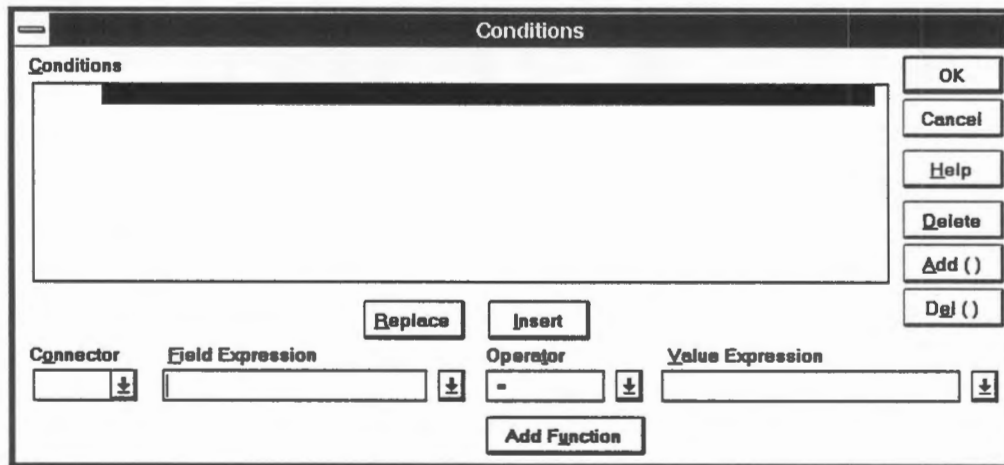 Conditions
Conditions
OK
Cancel
Help
Delete
Add ( )
Del ( )
Replace Insert
Connector Field Expression Operator Value Expression
=
Add Function